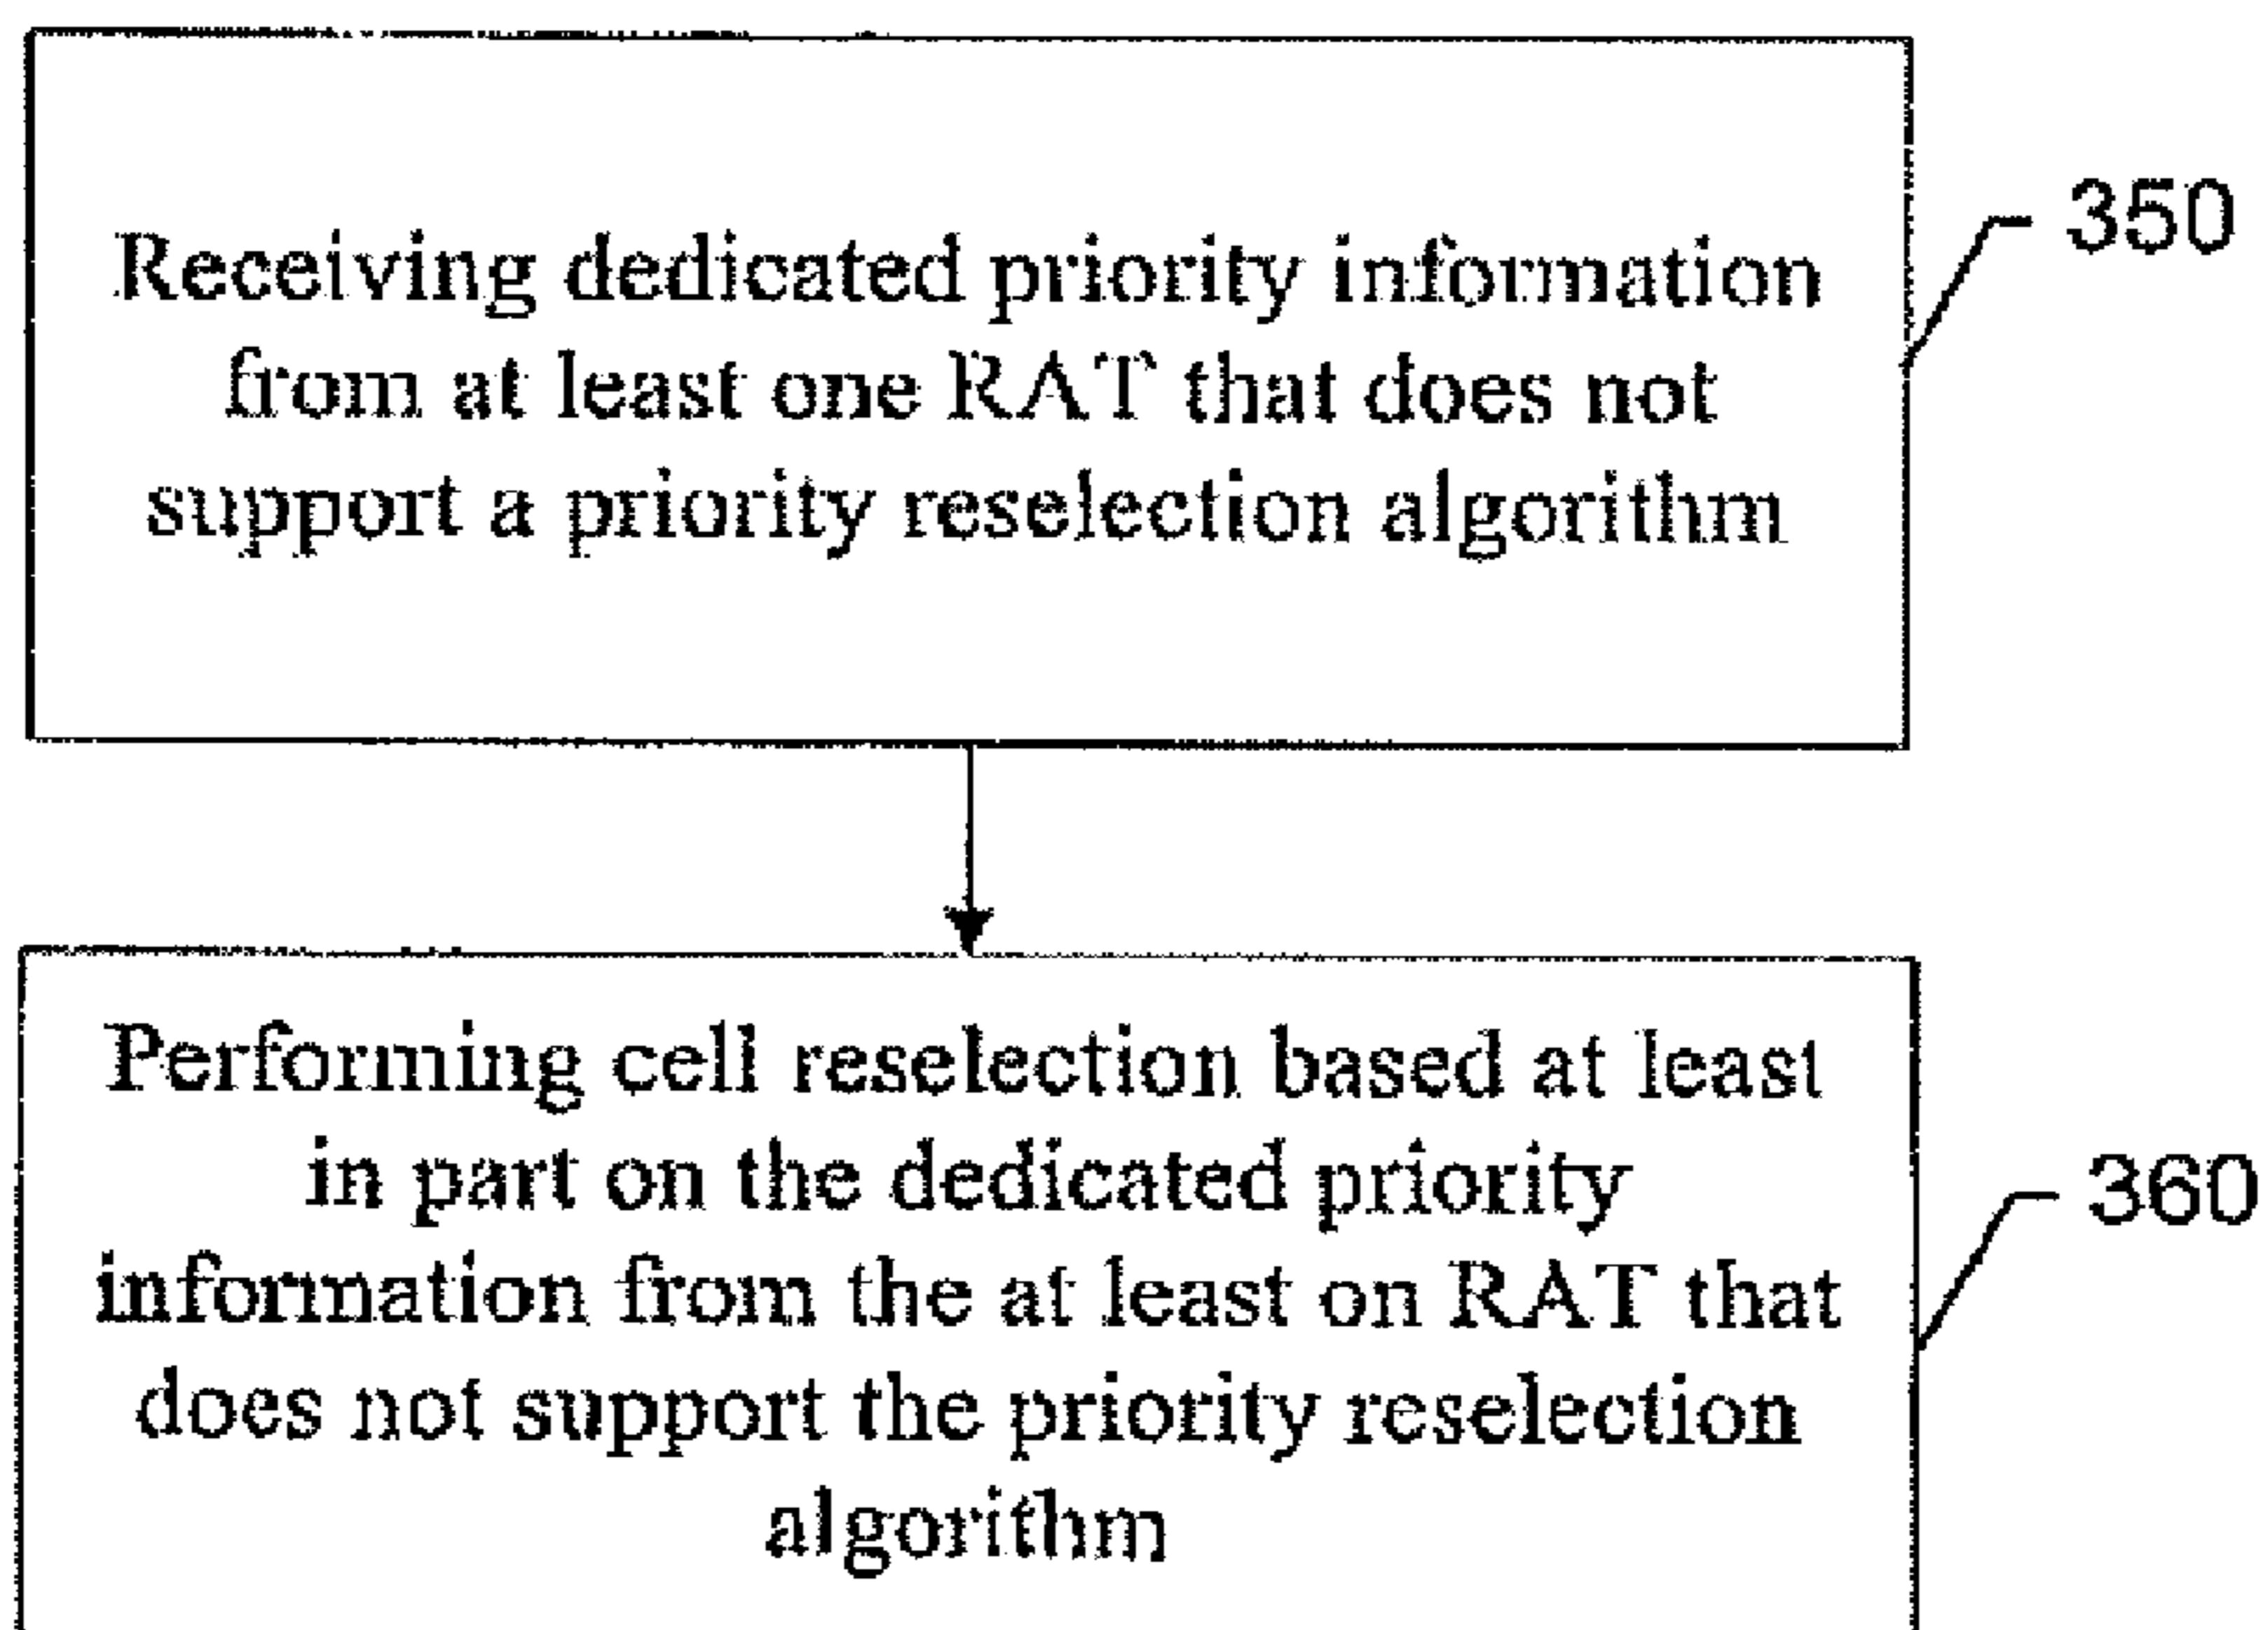 Receiving dedicated priority information
from at least one RAT that does not
support a priority reselection algorithm
350
Performing cell reselection based at least
in part on the dedicated priority
information from the at least on RAT that
does not support the priority reselection
algorithm
360